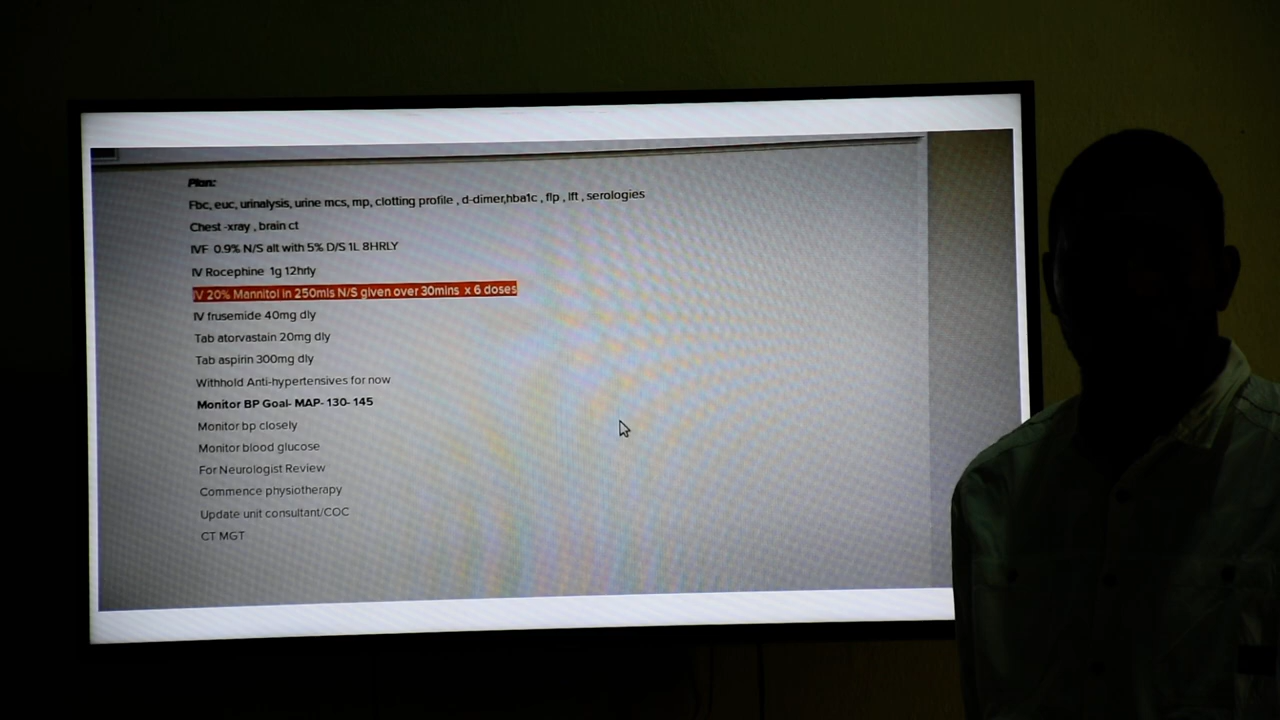 Plan:
Fbc, euc, urinalysis, urine mcs, mp, clotting profile , d-dimer,hba1c , flp , lft , serologies
Chest -xray , brain ct
IVF 0.9% N/S alt with 5% D/S 1L 8HRLY
IV Rocephine 1g 12hrly
IV 20% Mannitol in 250mls N/S given over 30mins x 6 doses
IV frusemide 40mg dly
Tab atorvastain 20mg dly
Tab aspirin 300mg dly
Withhold Anti-hypertensives for now
Monitor BP Goal- MAP- 130- 145
Monitor bp closely
Monitor blood glucose
For Neurologist Review
Commence physiotherapy
Update unit consultant/COC
CT MGT